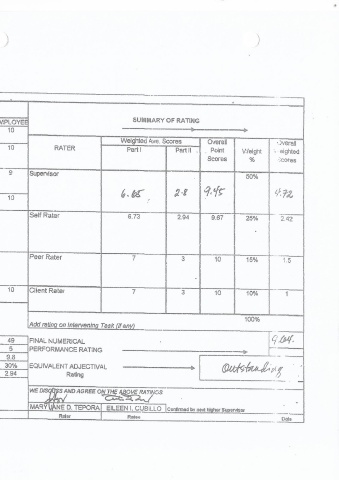 MPLOYEE
10
SUMMARY OF RATING
10
RATER
Weighted Ave. Scores
Part I
Part II
Overall
Point
Scores
Weight
%
Overall
Weighted
Scores
9
Supervisor 6.65 2.8 9.45 50% 4.72
10
Self Rater 6.73 2.94 9.67 25% 2.42
Peer Rater 7 3 10 15% 1.5
10
Client Rater 7 3 10 10% 1
Add rating on Intervening Task (if any) 100%
49
FINAL NUMERICAL
5
PERFORMANCE RATING
9.8
30%
EQUIVALENT ADJECTIVAL Outstanding
2.94
Rating
WE DISCUSS AND AGREE ON THE ABOVE RATINGS
MARY JANE D. TEPORA EILEEN I. CUBILLO Confirmed by next higher Supervisor
Rater Ratee Date